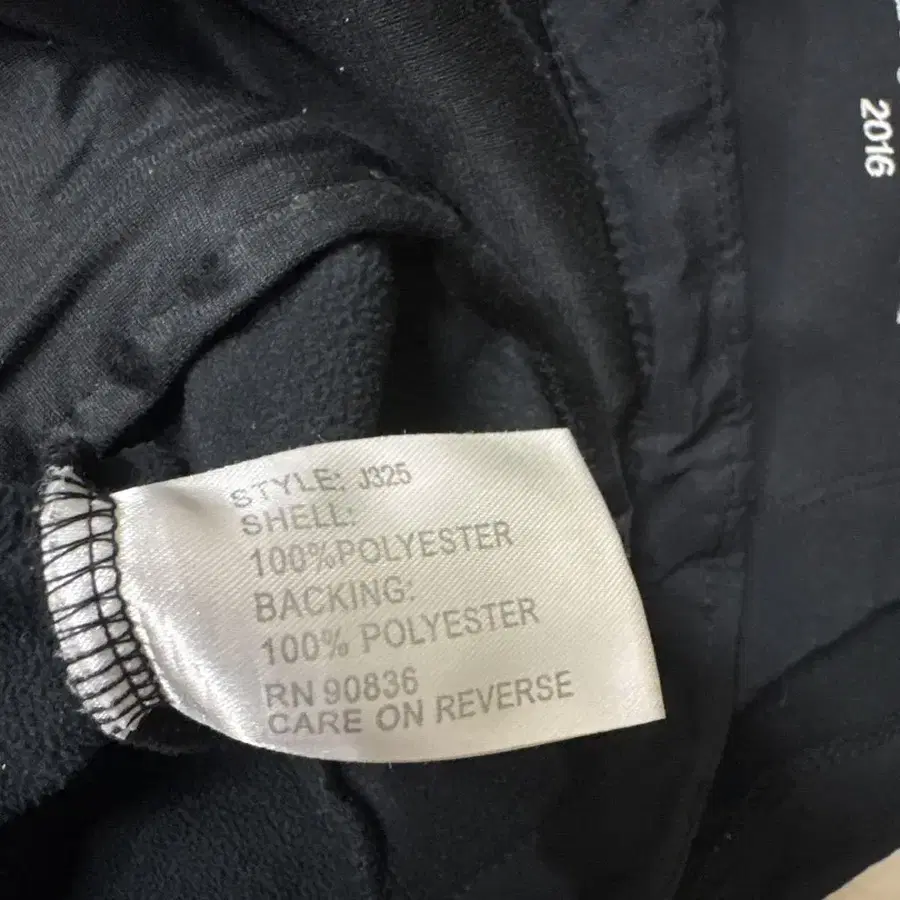 STYLE: J325
SHELL:
100%POLYESTER
BACKING:
100% POLYESTER
RN 90836
CARE ON REVERSE
2016